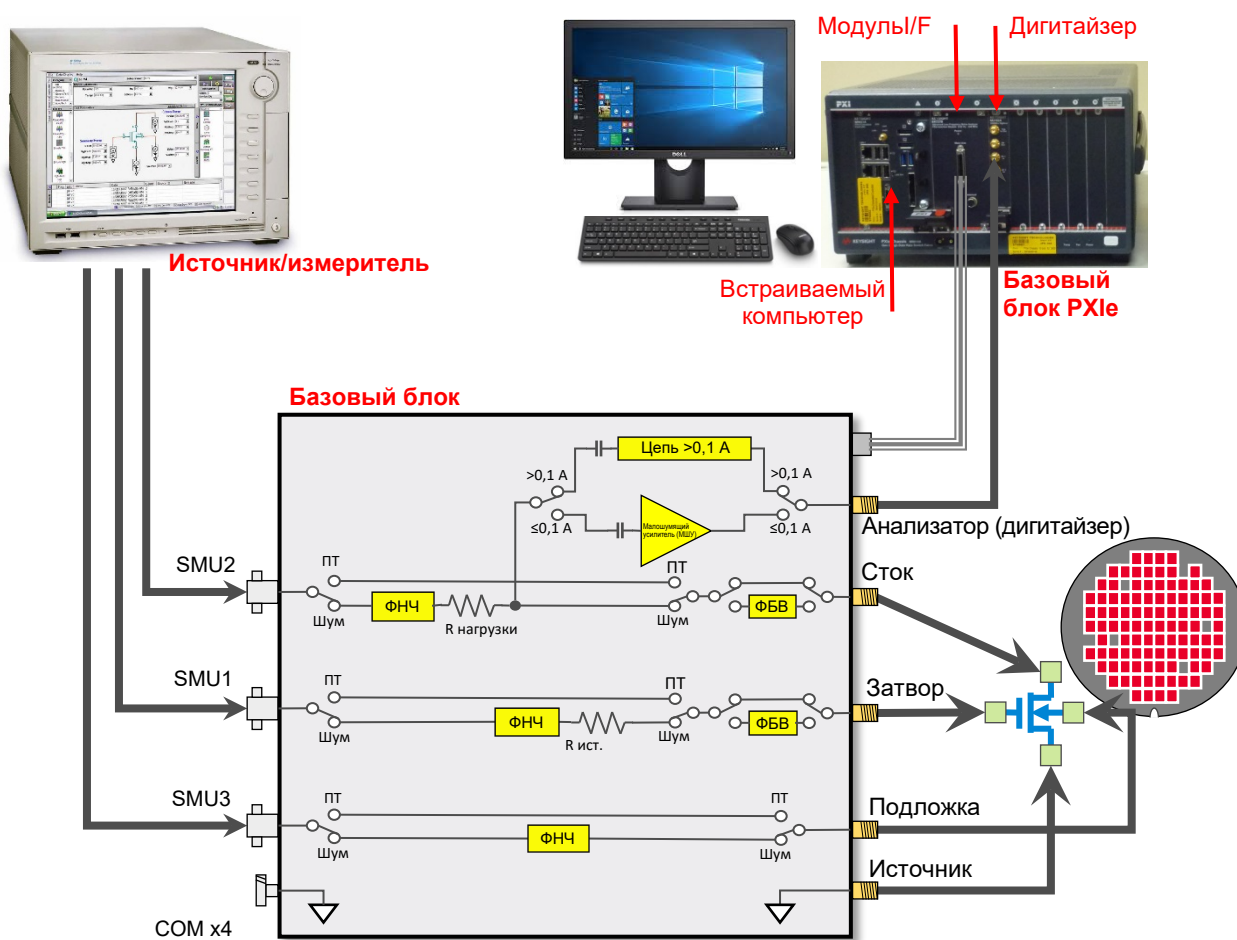 МодульI/F
Дигитайзер
PXI
DELL
KEYSIGHT
Источник/измеритель
Встраиваемый
компьютер
Базовый
блок PXIe
Базовый блок
Цепь >0,1 А
>0,1 А
>0,1 А
≤0,1 А
Малошумящий
усилитель (МШУ)
≤0,1 А
Анализатор (дигитайзер)
SMU2
ПТ
ПТ
Сток
ФНЧ
ФБВ
Шум
R нагрузки
Шум
SMU1
ПТ
ПТ
Затвор
ФНЧ
ФБВ
Шум
R ист.
Шум
SMU3
ПТ
ПТ
Подложка
ФНЧ
Шум
Шум
Источник
COM x4